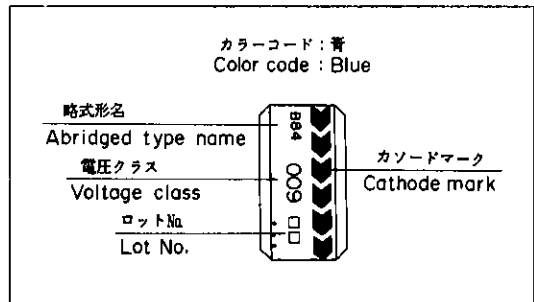 カラーコード：青
Color code : Blue
略式形名
Abridged type name
電圧クラス
Voltage class
ロットNo.
Lot No.
B84 009 □□
カソードマーク
Cathode mark